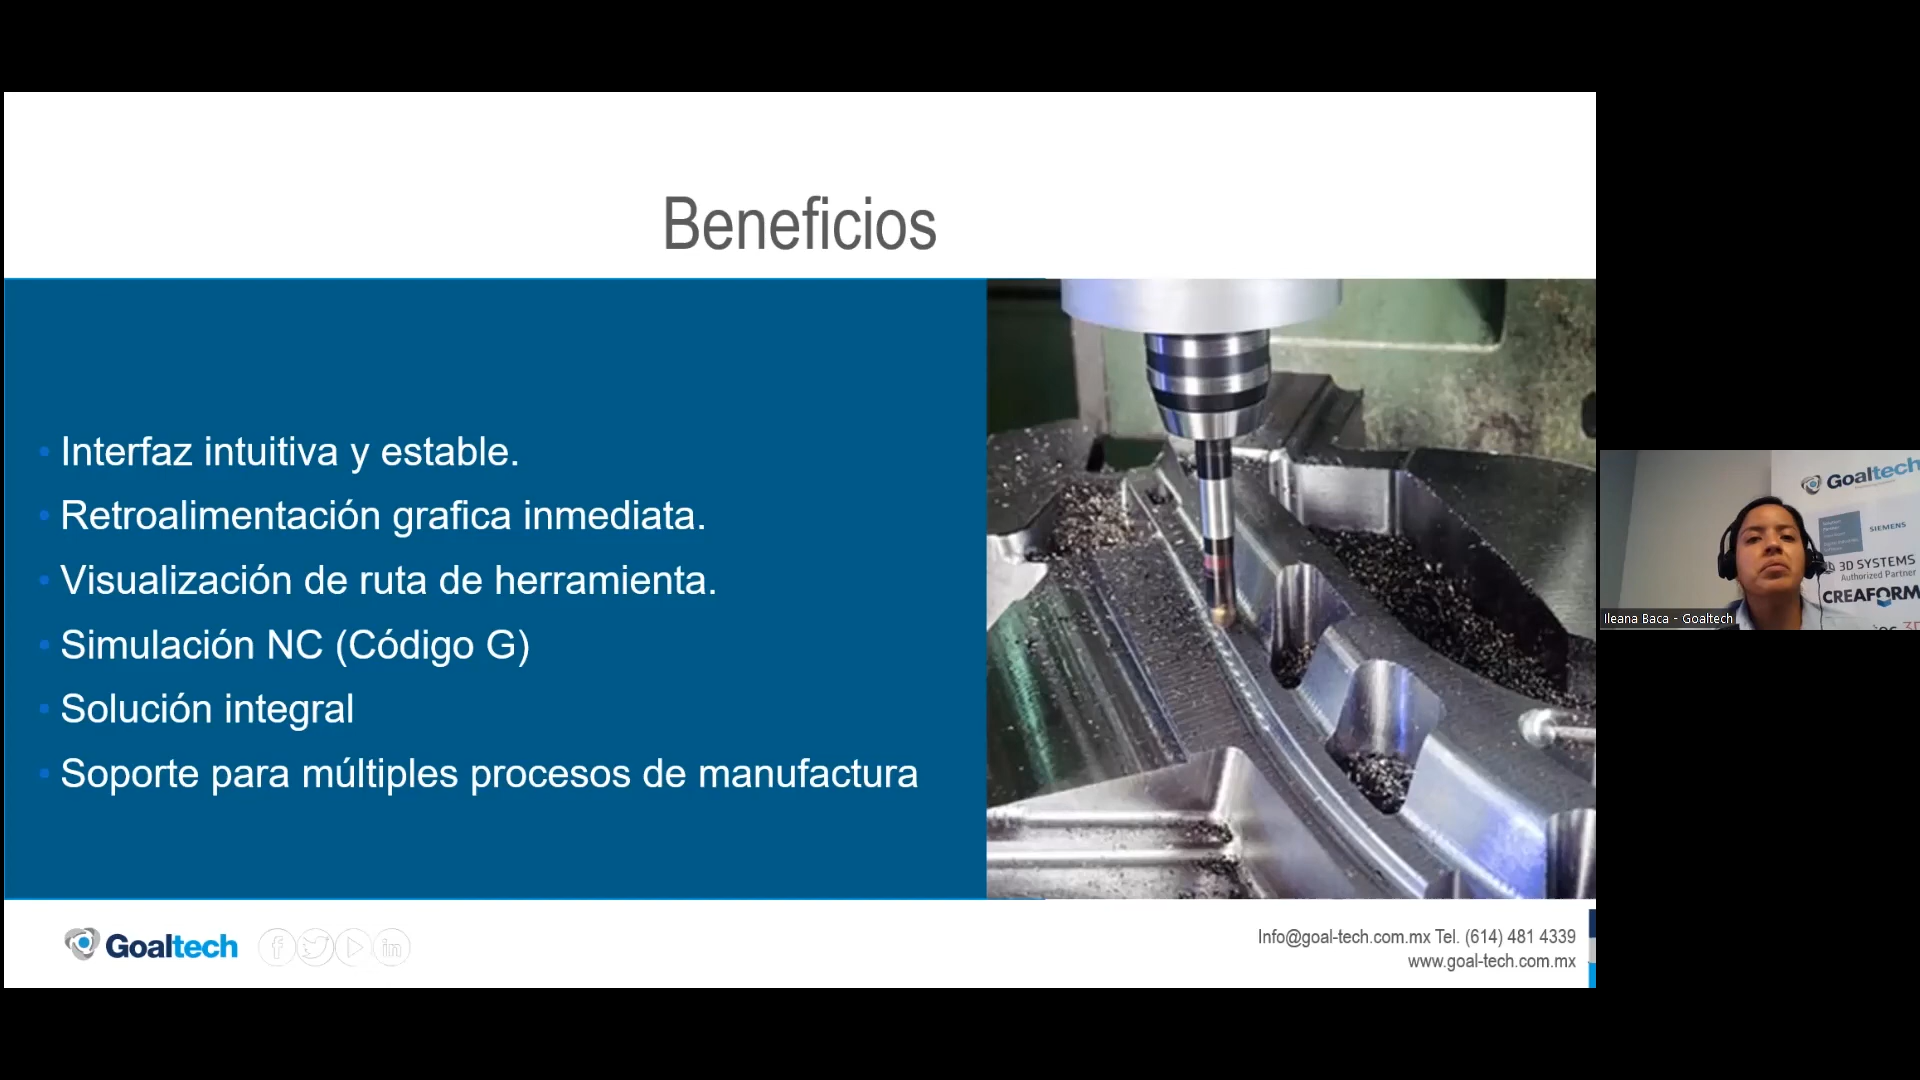 Beneficios
• Interfaz intuitiva y estable.
• Retroalimentación grafica inmediata.
• Visualización de ruta de herramienta.
• Simulación NC (Código G)
• Solución integral
• Soporte para múltiples procesos de manufactura
Goaltech
Info@goal-tech.com.mx Tel. (614) 481 4339
www.goal-tech.com.mx
Goaltech
SIEMENS
3D SYSTEMS
Authorized Partner
CREAFORM
Ileana Baca - Goaltech